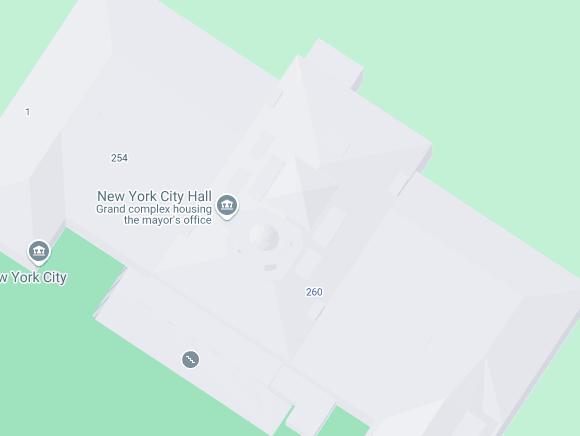 1
254
New York City Hall
Grand complex housing
the mayor's office
w York City
260